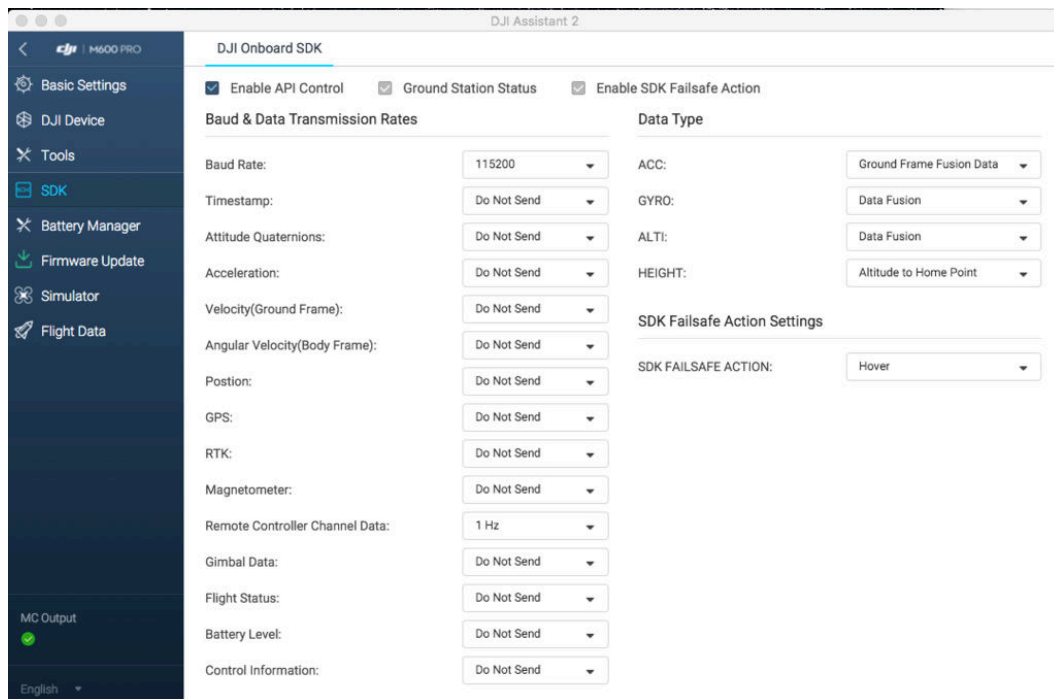 DJI Assistant 2
dji M600 PRO
Basic Settings
DJI Device
Tools
SDK
Battery Manager
Firmware Update
Simulator
Flight Data
MC Output
English
DJI Onboard SDK
Enable API Control
Ground Station Status
Enable SDK Failsafe Action
Baud & Data Transmission Rates
Baud Rate: 115200
Timestamp: Do Not Send
Attitude Quaternions: Do Not Send
Acceleration: Do Not Send
Velocity(Ground Frame): Do Not Send
Angular Velocity(Body Frame): Do Not Send
Postion: Do Not Send
GPS: Do Not Send
RTK: Do Not Send
Magnetometer: Do Not Send
Remote Controller Channel Data: 1 Hz
Gimbal Data: Do Not Send
Flight Status: Do Not Send
Battery Level: Do Not Send
Control Information: Do Not Send
Data Type
ACC: Ground Frame Fusion Data
GYRO: Data Fusion
ALTI: Data Fusion
HEIGHT: Altitude to Home Point
SDK Failsafe Action Settings
SDK FAILSAFE ACTION: Hover